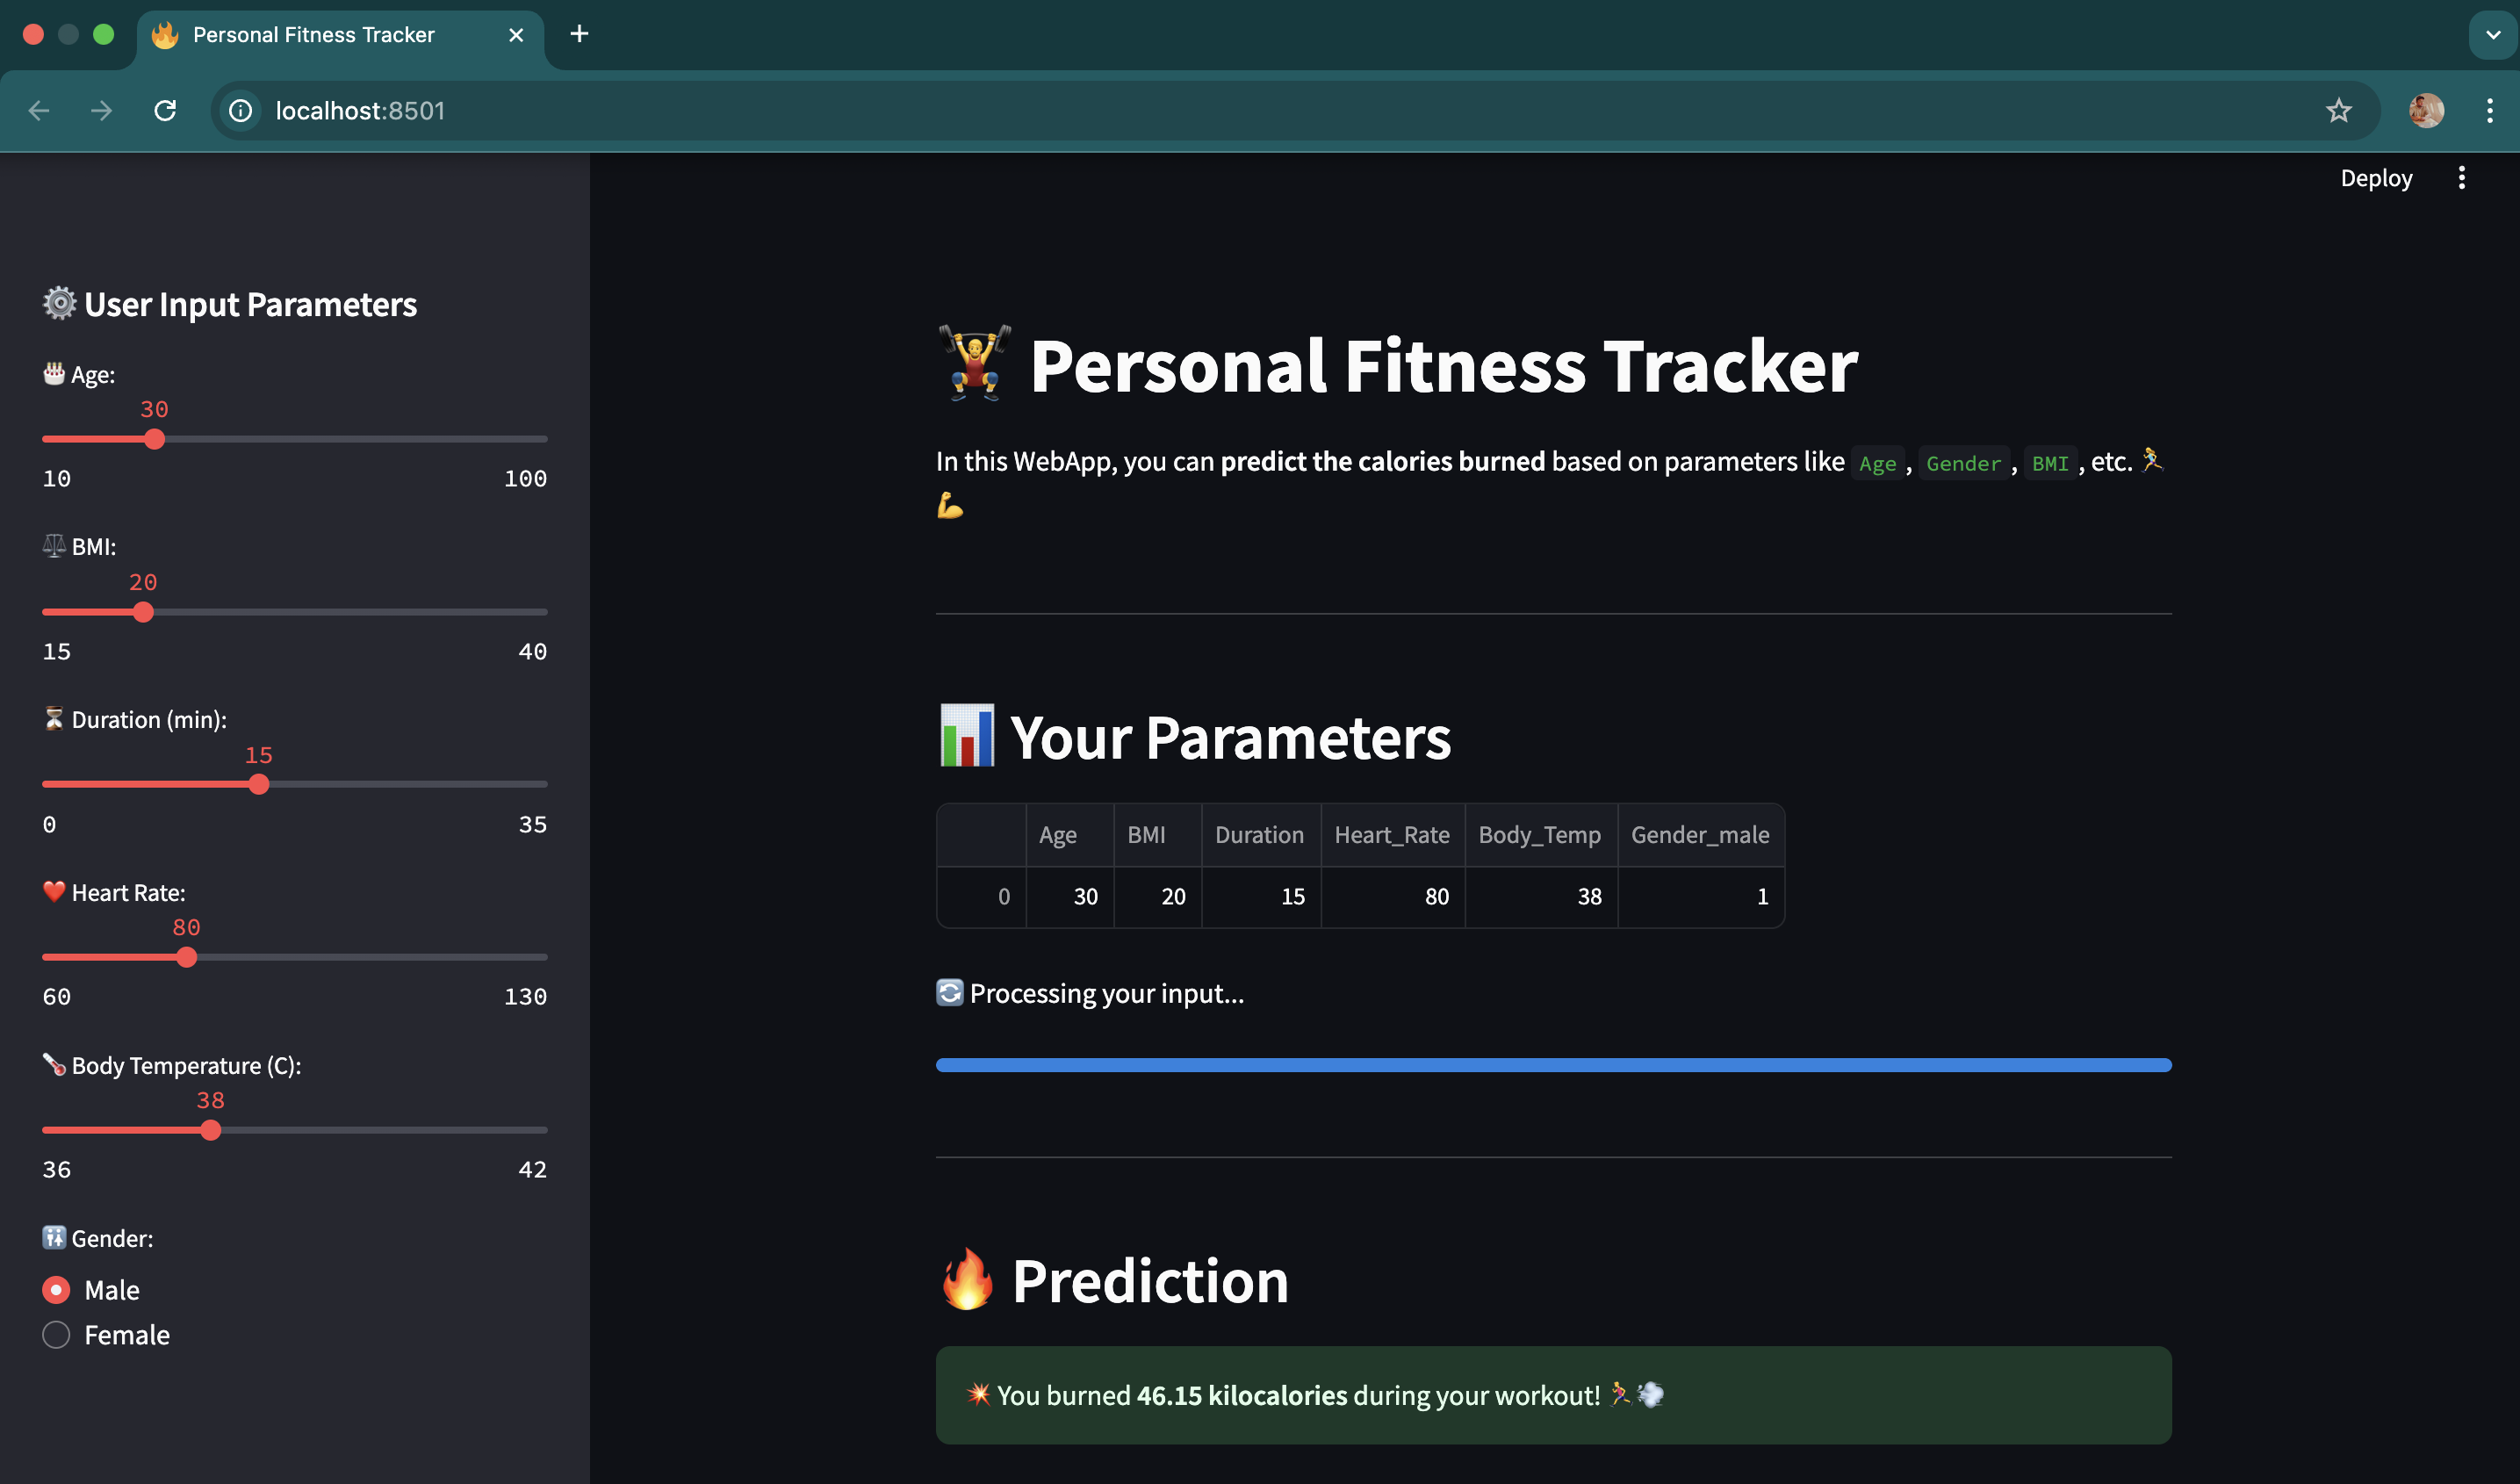 Personal Fitness Tracker
localhost:8501
Deploy
User Input Parameters
Age:
30
10 100
BMI:
20
15 40
Duration (min):
15
0 35
Heart Rate:
80
60 130
Body Temperature (C):
38
36 42
Gender:
Male
Female
Personal Fitness Tracker
In this WebApp, you can predict the calories burned based on parameters like Age, Gender, BMI, etc.
Your Parameters
Age BMI Duration Heart_Rate Body_Temp Gender_male
0 30 20 15 80 38 1
Processing your input...
Prediction
You burned 46.15 kilocalories during your workout!